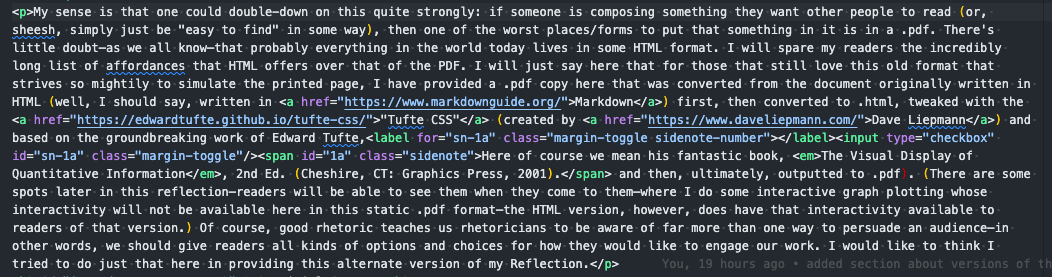 <p>My sense is that one could double-down on this quite strongly: if someone is composing something they want other people to read (or,
sheesh, simply just be "easy to find" in some way), then one of the worst places/forms to put that something in it is in a .pdf. There's
little doubt—as we all know—that probably everything in the world today lives in some HTML format. I will spare my readers the incredibly
long list of affordances that HTML offers over that of the PDF. I will just say here that for those that still love this old format that
strives so mightily to simulate the printed page, I have provided a .pdf copy here that was converted from the document originally written in
HTML (well, I should say, written in <a href="https://www.markdownguide.org/">Markdown</a>) first, then converted to .html, tweaked with the
<a href="https://edwardtufte.github.io/tufte-css/">"Tufte CSS"</a> (created by <a href="https://www.daveliepmann.com/">Dave Liepmann</a>) and
based on the groundbreaking work of Edward Tufte,<label for="sn-1a" class="margin-toggle sidenote-number"></label><input type="checkbox"
id="sn-1a" class="margin-toggle"/><span id="1a" class="sidenote">Here of course we mean his fantastic book, <em>The Visual Display of
Quantitative Information</em>, 2nd Ed. (Cheshire, CT: Graphics Press, 2001).</span> and then, ultimately, outputted to .pdf). (There are some
spots later in this reflection—readers will be able to see them when they come to them—where I do some interactive graph plotting whose
interactivity will not be available here in this static .pdf format—the HTML version, however, does have that interactivity available to
readers of that version.) Of course, good rhetoric teaches us rhetoricians to be aware of far more than one way to persuade an audience—in
other words, we should give readers all kinds of options and choices for how they would like to engage our work. I would like to think I
tried to do just that here in providing this alternate version of my Reflection.</p> You, 19 hours ago • added section about versions of th